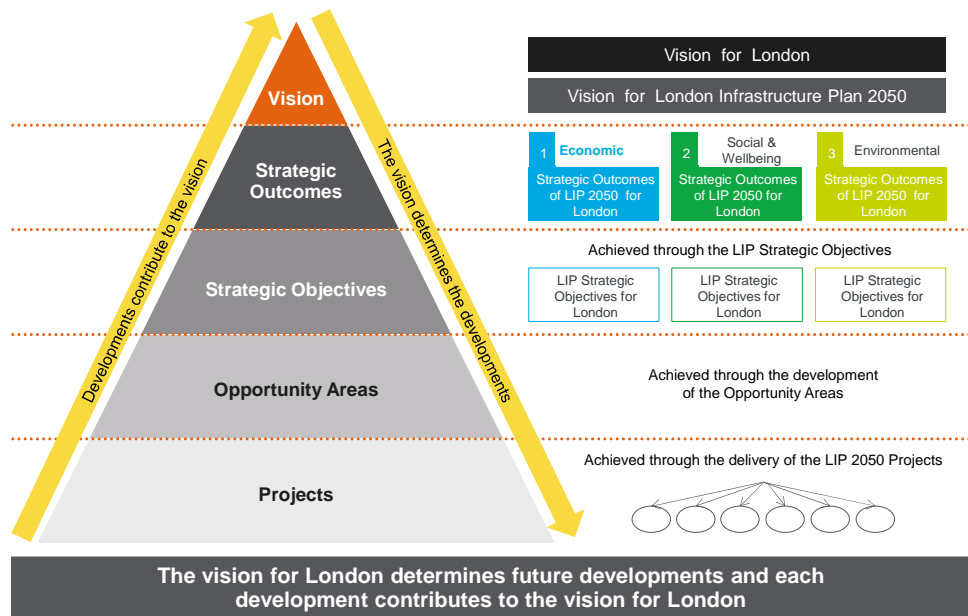 Vision for London
Vision for London Infrastructure Plan 2050
Vision
Developments contribute to the vision
The vision determines the developments
Strategic
Outcomes
1 Economic
Strategic Outcomes
of LIP 2050 for
London
2 Social &
Wellbeing
Strategic Outcomes
of LIP 2050 for
London
3 Environmental
Strategic Outcomes
of LIP 2050 for
London
Strategic Objectives
Achieved through the LIP Strategic Objectives
LIP Strategic
Objectives for
London
LIP Strategic
Objectives for
London
LIP Strategic
Objectives for
London
Opportunity Areas
Achieved through the development
of the Opportunity Areas
Projects
Achieved through the delivery of the LIP 2050 Projects
The vision for London determines future developments and each
development contributes to the vision for London